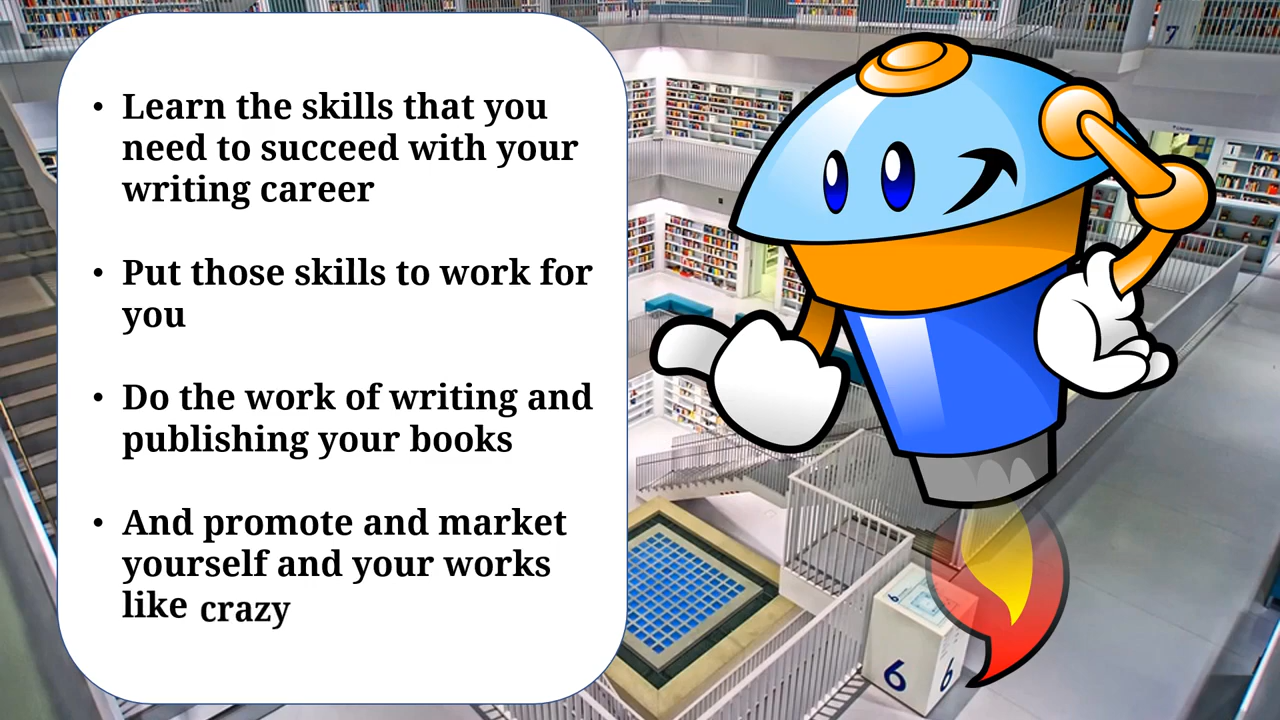 • Learn the skills that you
need to succeed with your
writing career
• Put those skills to work for
you
• Do the work of writing and
publishing your books
• And promote and market
yourself and your works
like crazy
7
6
6
6